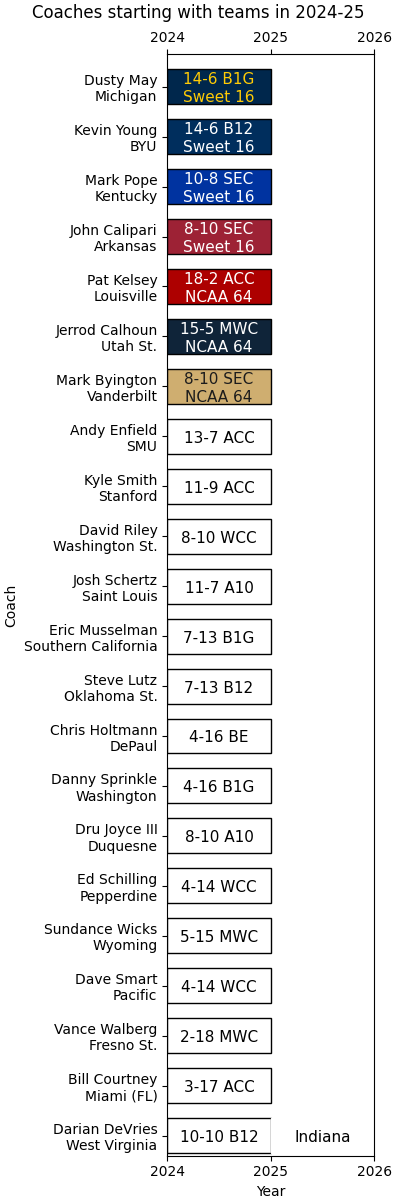 Coaches starting with teams in 2024-25
2024 2025 2026
Dusty May
Michigan
14-6 B1G
Sweet 16
Kevin Young
BYU
14-6 B12
Sweet 16
Mark Pope
Kentucky
10-8 SEC
Sweet 16
John Calipari
Arkansas
8-10 SEC
Sweet 16
Pat Kelsey
Louisville
18-2 ACC
NCAA 64
Jerrod Calhoun
Utah St.
15-5 MWC
NCAA 64
Mark Byington
Vanderbilt
8-10 SEC
NCAA 64
Andy Enfield
SMU
13-7 ACC
Kyle Smith
Stanford
11-9 ACC
David Riley
Washington St.
8-10 WCC
Josh Schertz
Saint Louis
11-7 A10
Eric Musselman
Southern California
7-13 B1G
Steve Lutz
Oklahoma St.
7-13 B12
Chris Holtmann
DePaul
4-16 BE
Danny Sprinkle
Washington
4-16 B1G
Dru Joyce III
Duquesne
8-10 A10
Ed Schilling
Pepperdine
4-14 WCC
Sundance Wicks
Wyoming
5-15 MWC
Dave Smart
Pacific
4-14 WCC
Vance Walberg
Fresno St.
2-18 MWC
Bill Courtney
Miami (FL)
3-17 ACC
Darian DeVries
West Virginia
10-10 B12
Indiana
2024 2025 2026
Year
Coach